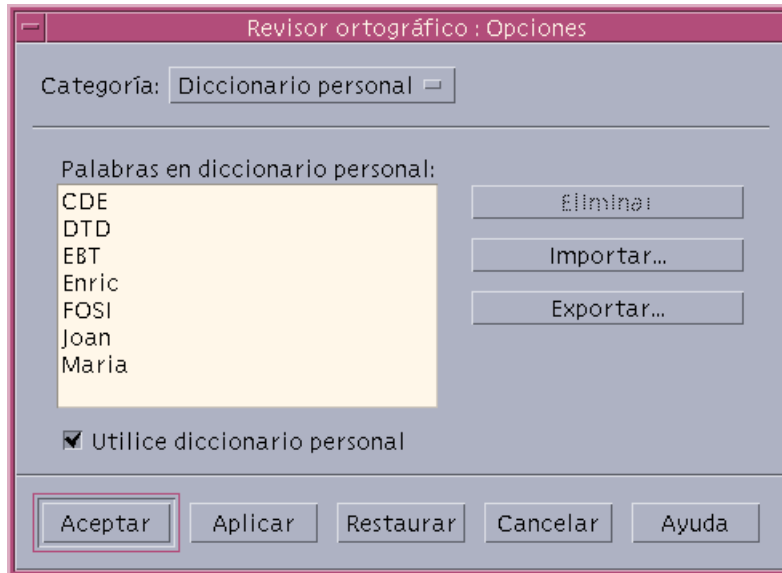 Revisor ortográfico : Opciones
Categoría: Diccionario personal
Palabras en diccionario personal:
CDE
DTD
EBT
Enric
FOSI
Joan
Maria
Eliminar
Importar...
Exportar...
Utilice diccionario personal
Aceptar Aplicar Restaurar Cancelar Ayuda